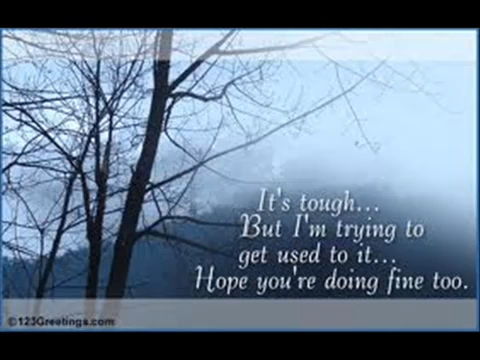 It's tough...
But I'm trying to
get used to it...
Hope you're doing fine too.
©123Greetings.com